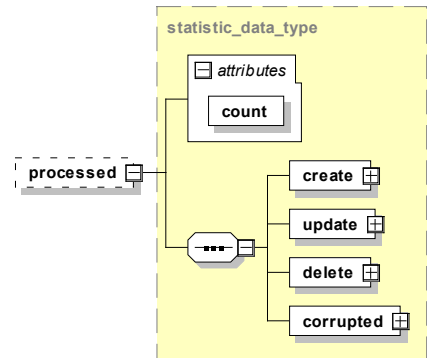 statistic_data_type
attributes
count
processed
create
update
delete
corrupted